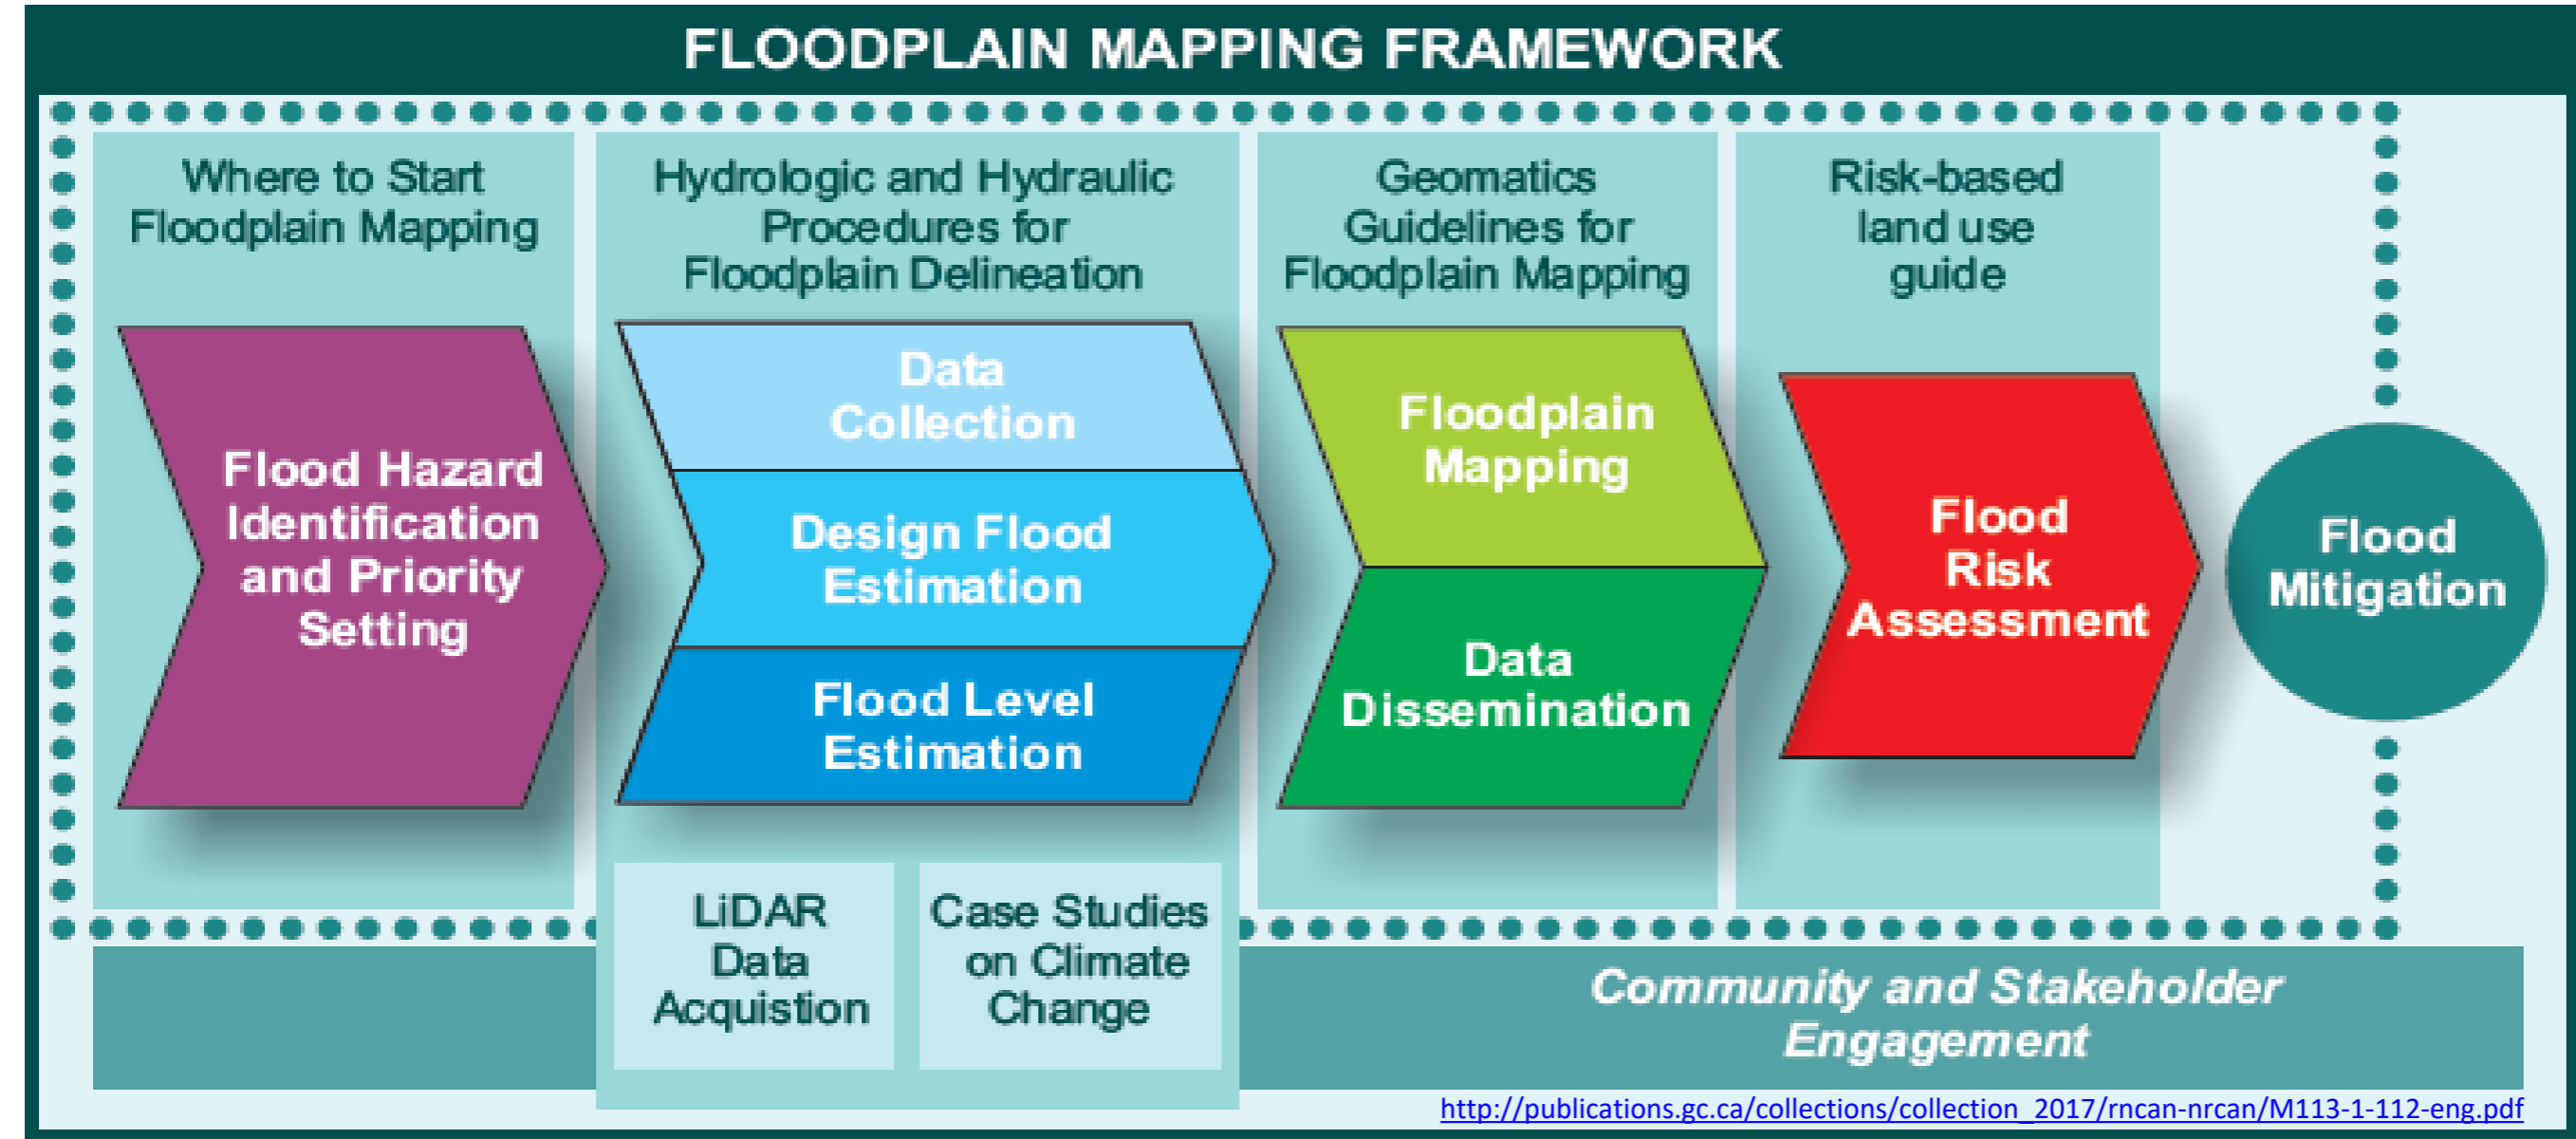 FLOODPLAIN MAPPING FRAMEWORK
Where to Start
Floodplain Mapping
Flood Hazard
Identification
and Priority
Setting
Hydrologic and Hydraulic
Procedures for
Floodplain Delineation
Data
Collection
Design Flood
Estimation
Flood Level
Estimation
LiDAR
Data
Acquistion
Case Studies
on Climate
Change
Geomatics
Guidelines for
Floodplain Mapping
Floodplain
Mapping
Data
Dissemination
Risk-based
land use
guide
Flood
Risk
Assessment
Flood
Mitigation
Community and Stakeholder
Engagement
http://publications.gc.ca/collections/collection_2017/rncan-nrcan/M113-1-112-eng.pdf